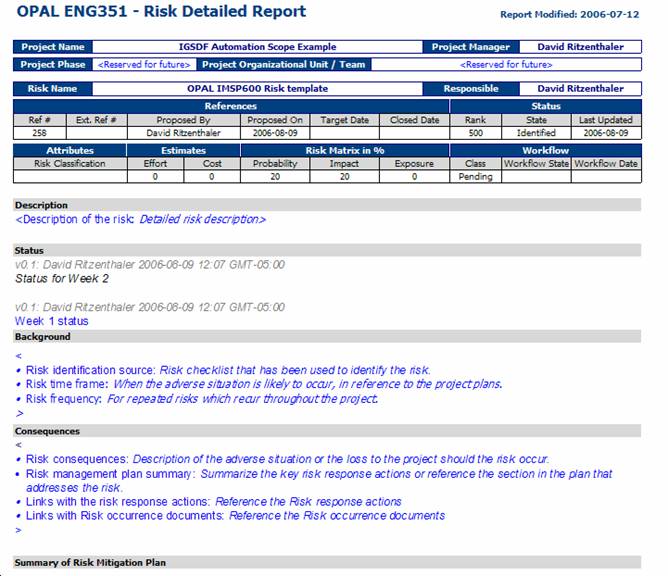 OPAL ENG351 - Risk Detailed Report Report Modified: 2006-07-12
Project Name IGSDF Automation Scope Example Project Manager David Ritzenthaler
Project Phase <Reserved for future> Project Organizational Unit / Team <Reserved for future>
Risk Name OPAL IMSP600 Risk template Responsible David Ritzenthaler
References Status
Ref # Ext. Ref # Proposed By Proposed On Target Date Closed Date Rank State Last Updated
258 David Ritzenthaler 2006-08-09 500 Identified 2006-08-09
Attributes Estimates Risk Matrix in % Workflow
Risk Classification Effort Cost Probability Impact Exposure Class Workflow State Workflow Date
0 0 20 20 0 Pending
Description
<Description of the risk: Detailed risk description>
Status
v0.1: David Ritzenthaler 2006-08-09 12:07 GMT-05:00
Status for Week 2
v0.1: David Ritzenthaler 2006-08-09 12:07 GMT-05:00
Week 1 status
Background
<
• Risk identification source: Risk checklist that has been used to identify the risk.
• Risk time frame: When the adverse situation is likely to occur, in reference to the project plans.
• Risk frequency: For repeated risks which recur throughout the project.
>
Consequences
<
• Risk consequences: Description of the adverse situation or the loss to the project should the risk occur.
• Risk management plan summary: Summarize the key risk response actions or reference the section in the plan that
addresses the risk.
• Links with the risk response actions: Reference the Risk response actions
• Links with Risk occurrence documents: Reference the Risk occurrence documents
>
Summary of Risk Mitigation Plan